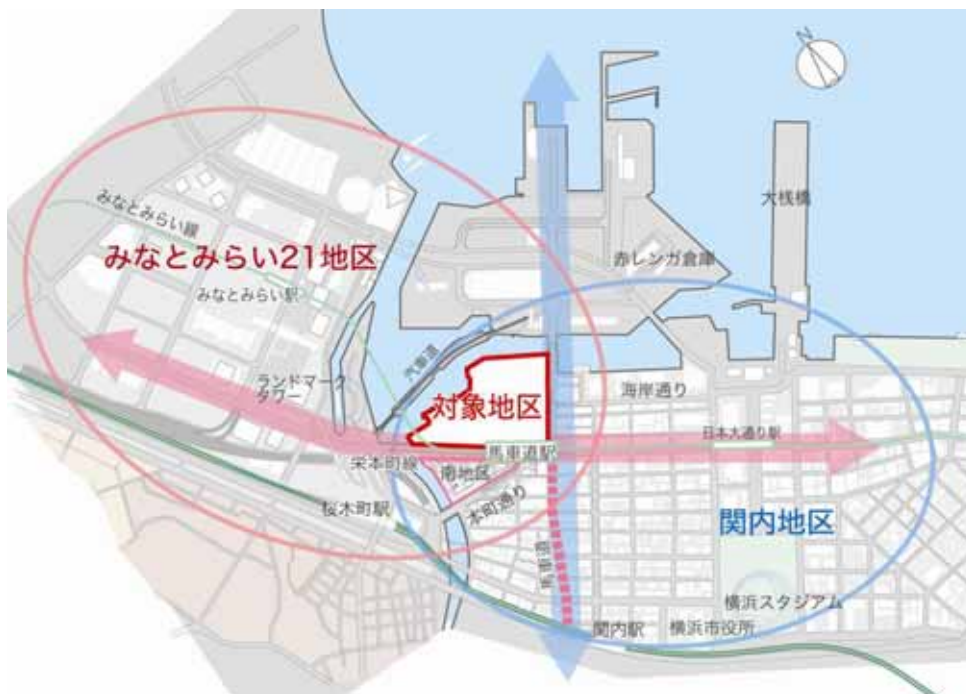 N
大桟橋
みなとみらい線
赤レンガ倉庫
みなとみらい21地区
みなとみらい駅
汽車道
ランドマーク
タワー
海岸通り
対象地区
日本大通り駅
馬車道駅
栄本町線
南地区
桜木町駅
本町通り
関内地区
馬車道
横浜スタジアム
関内駅
横浜市役所